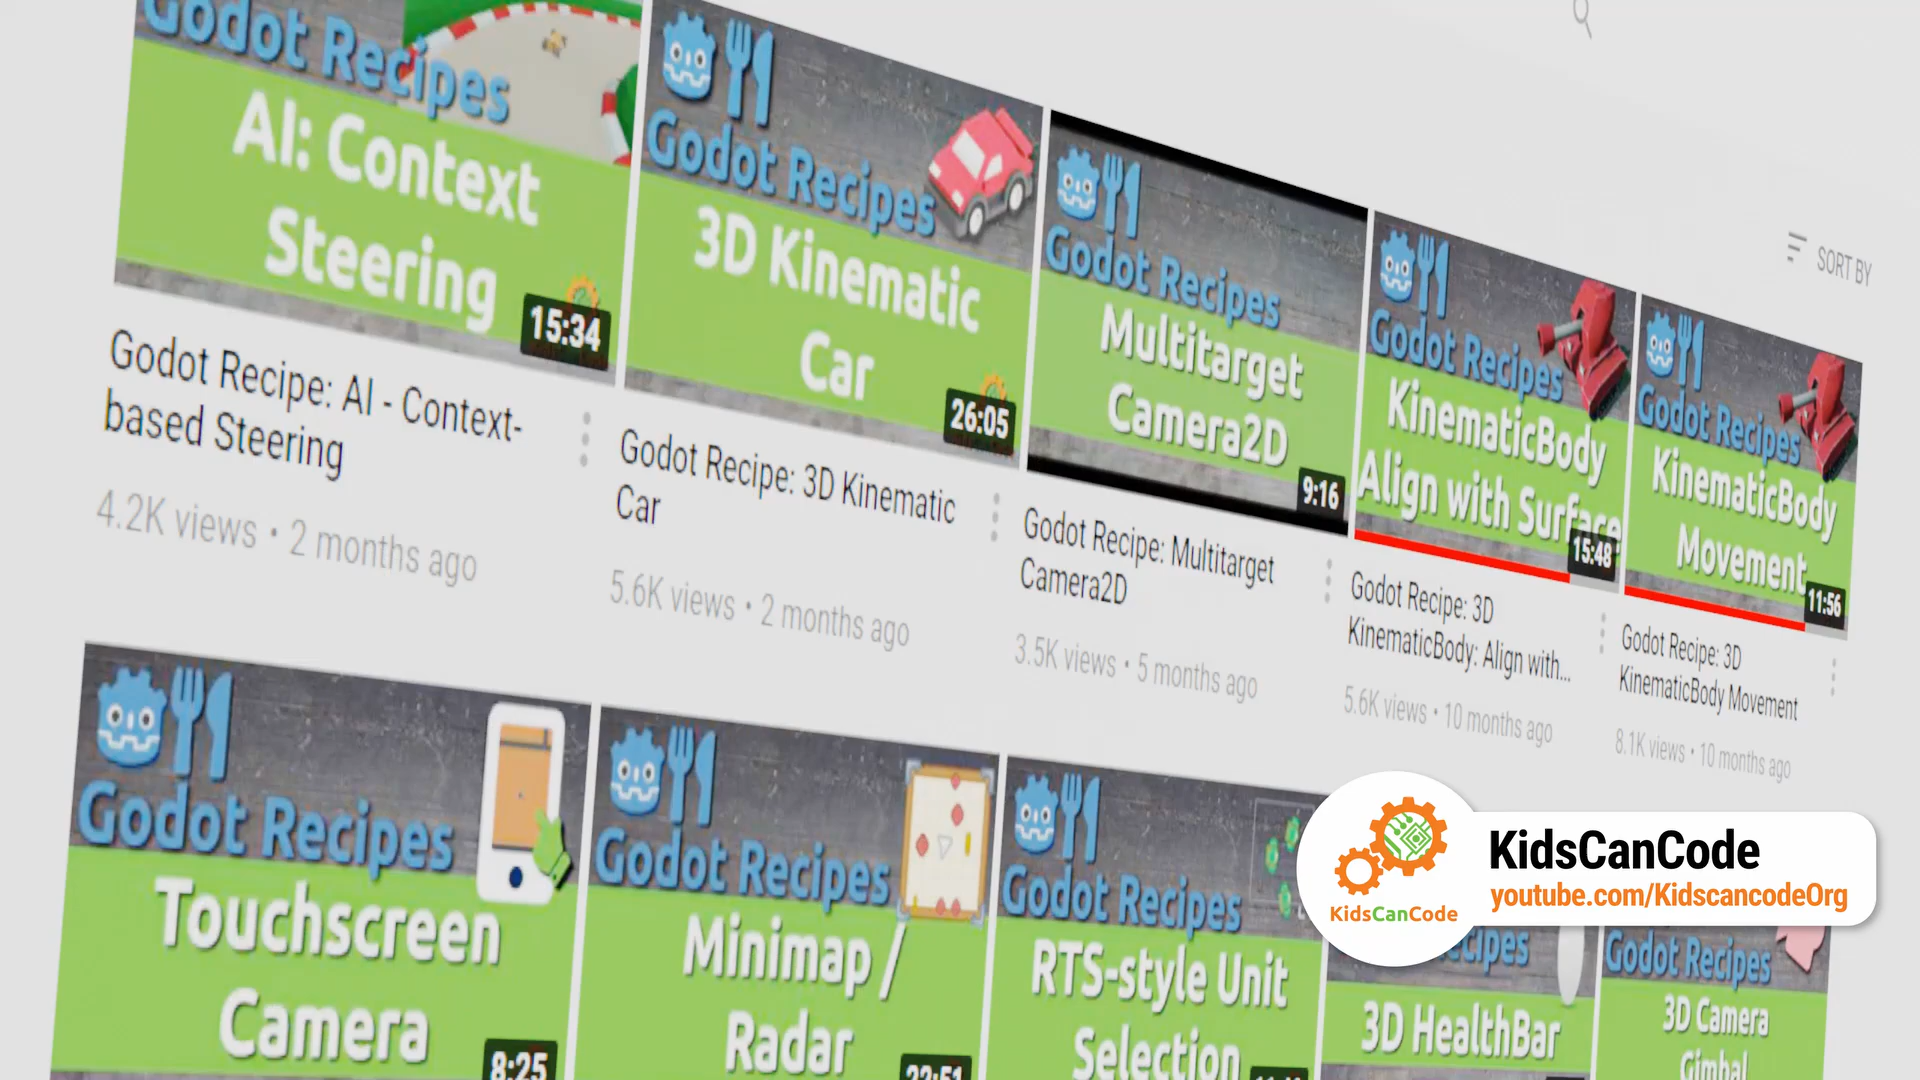 SORT BY
Godot Recipes
AI: Context
Steering
15:34
Godot Recipe: AI - Context-
based Steering
4.2K views • 2 months ago
Godot Recipes
3D Kinematic
Car
26:05
Godot Recipe: 3D Kinematic
Car
5.6K views • 2 months ago
Godot Recipes
Multitarget
Camera2D
9:16
Godot Recipe: Multitarget
Camera2D
3.5K views • 5 months ago
Godot Recipes
KinematicBody
Align with Surface
15:48
Godot Recipe: 3D
KinematicBody: Align with...
5.6K views • 10 months ago
Godot Recipes
KinematicBody
Movement
11:56
Godot Recipe: 3D
KinematicBody Movement
8.1K views • 10 months ago
Godot Recipes
Touchscreen
Camera
8:25
Godot Recipes
Minimap /
Radar
Godot Recipes
RTS-style Unit
Selection
3D HealthBar
Godot Recipes
3D Camera
Gimbal
KidsCanCode
KidsCanCode
youtube.com/KidscancodeOrg